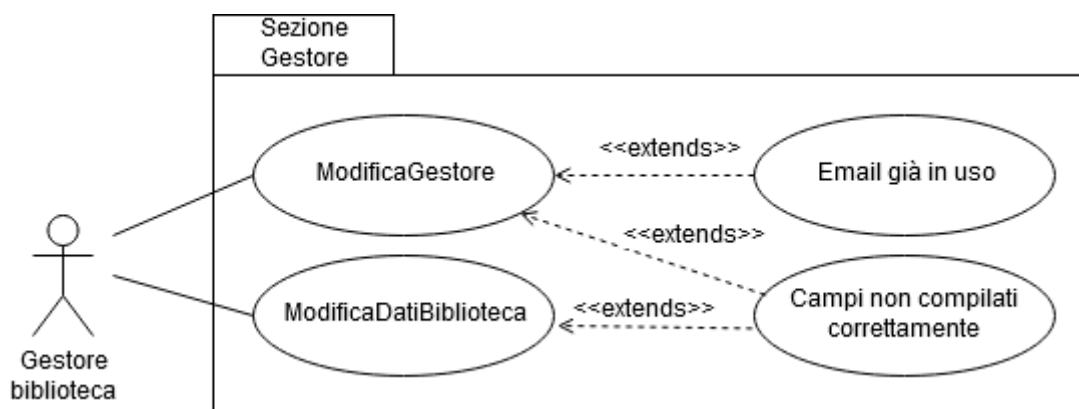 Sezione
Gestore
ModificaGestore
<<extends>>
Email già in uso
<<extends>>
ModificaDatiBiblioteca
<<extends>>
Campi non compilati
correttamente
Gestore
biblioteca